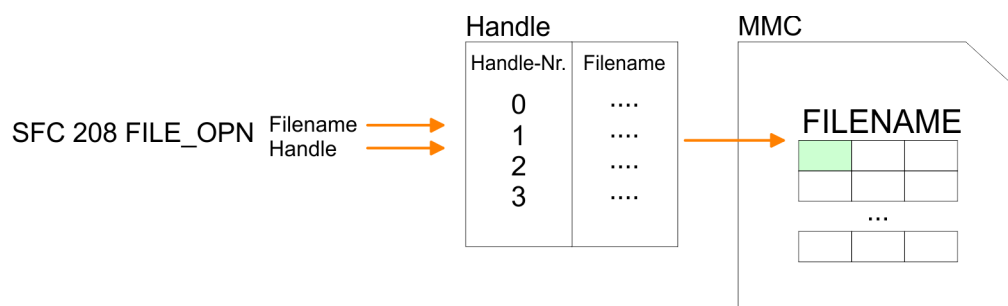 Handle
MMC
Handle-Nr. Filename
0 ....
1 ....
2 ....
3 ....
SFC 208 FILE_OPN
Filename
Handle
FILENAME
...